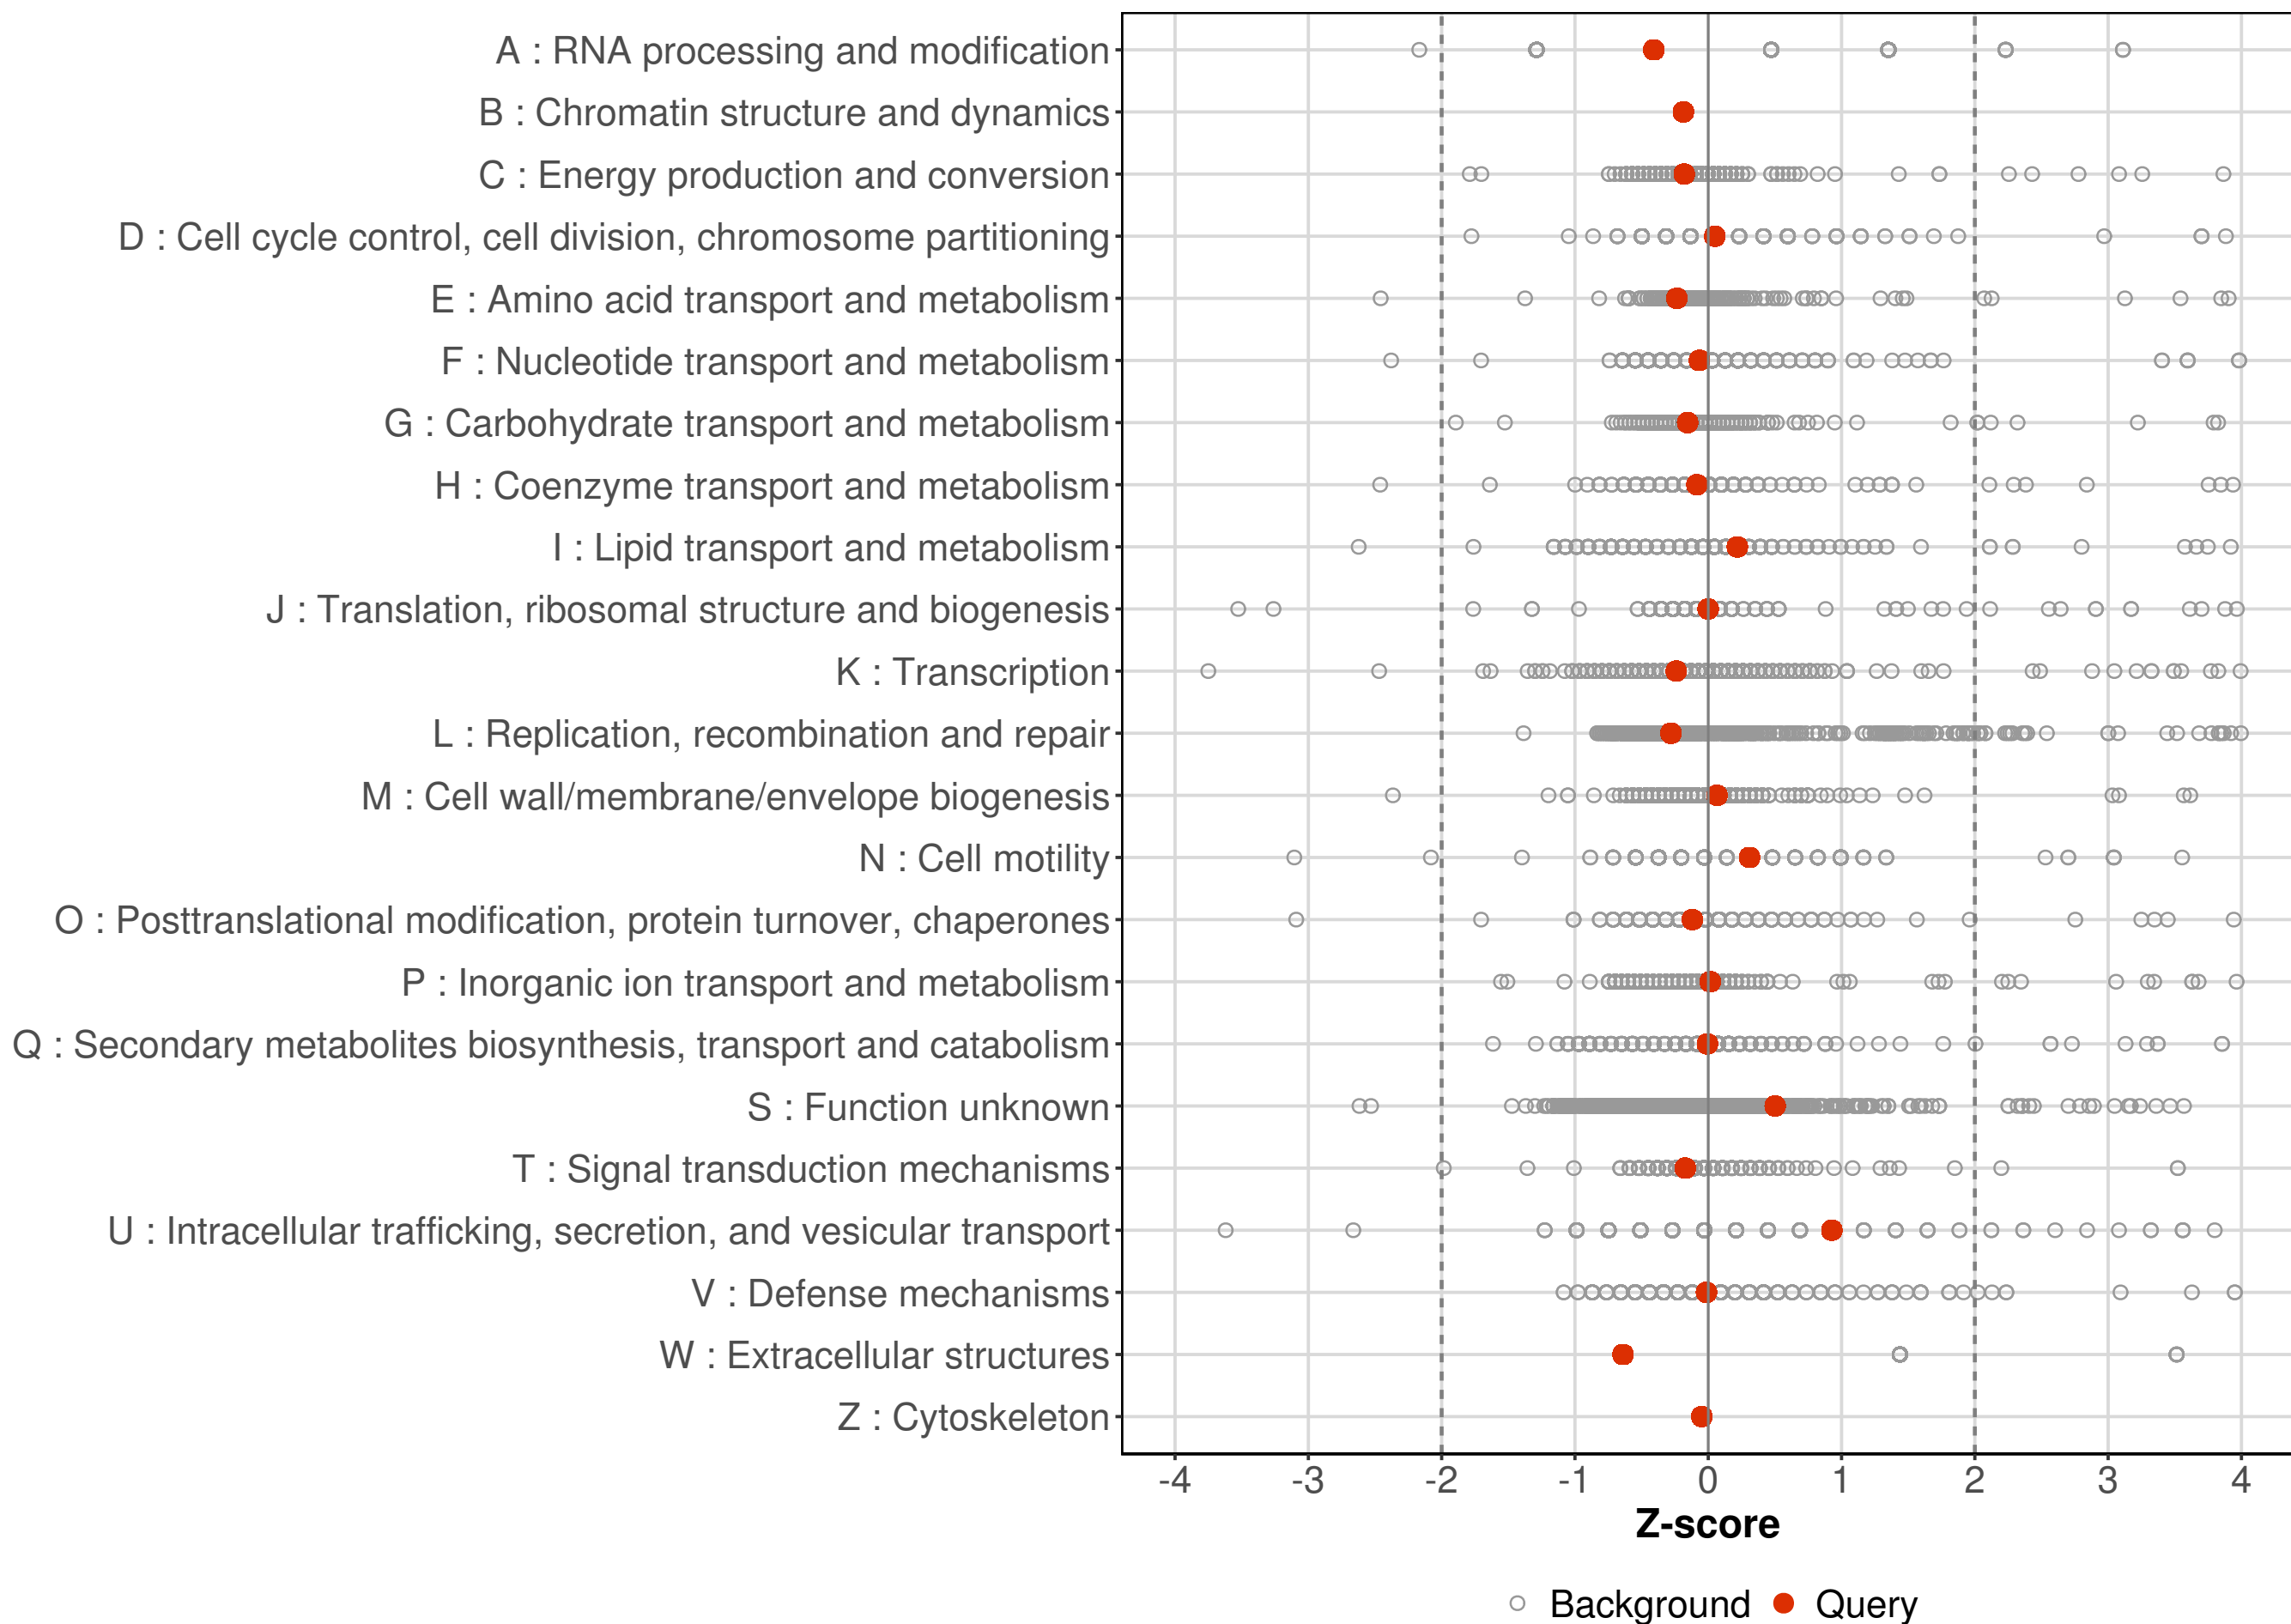 A : RNA processing and modification
B : Chromatin structure and dynamics
C : Energy production and conversion
D : Cell cycle control, cell division, chromosome partitioning
E : Amino acid transport and metabolism
F : Nucleotide transport and metabolism
G : Carbohydrate transport and metabolism
H : Coenzyme transport and metabolism
I : Lipid transport and metabolism
J : Translation, ribosomal structure and biogenesis
K : Transcription
L : Replication, recombination and repair
M : Cell wall/membrane/envelope biogenesis
N : Cell motility
O : Posttranslational modification, protein turnover, chaperones
P : Inorganic ion transport and metabolism
Q : Secondary metabolites biosynthesis, transport and catabolism
S : Function unknown
T : Signal transduction mechanisms
U : Intracellular trafficking, secretion, and vesicular transport
V : Defense mechanisms
W : Extracellular structures
Z : Cytoskeleton
-4 -3 -2 -1 0 1 2 3 4
Z-score
Background Query